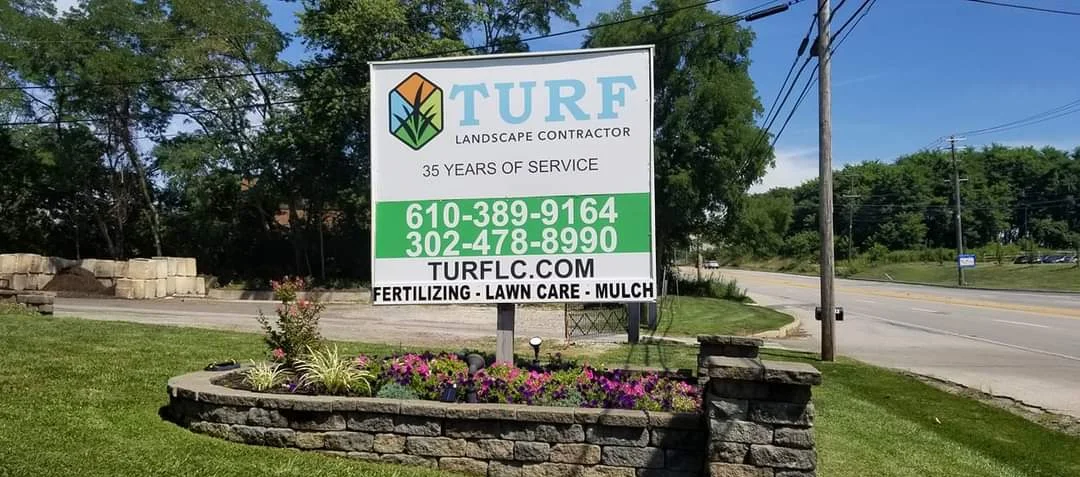 TURF
LANDSCAPE CONTRACTOR
35 YEARS OF SERVICE
610-389-9164
302-478-8990
TURFLC.COM
FERTILIZING - LAWN CARE - MULCH